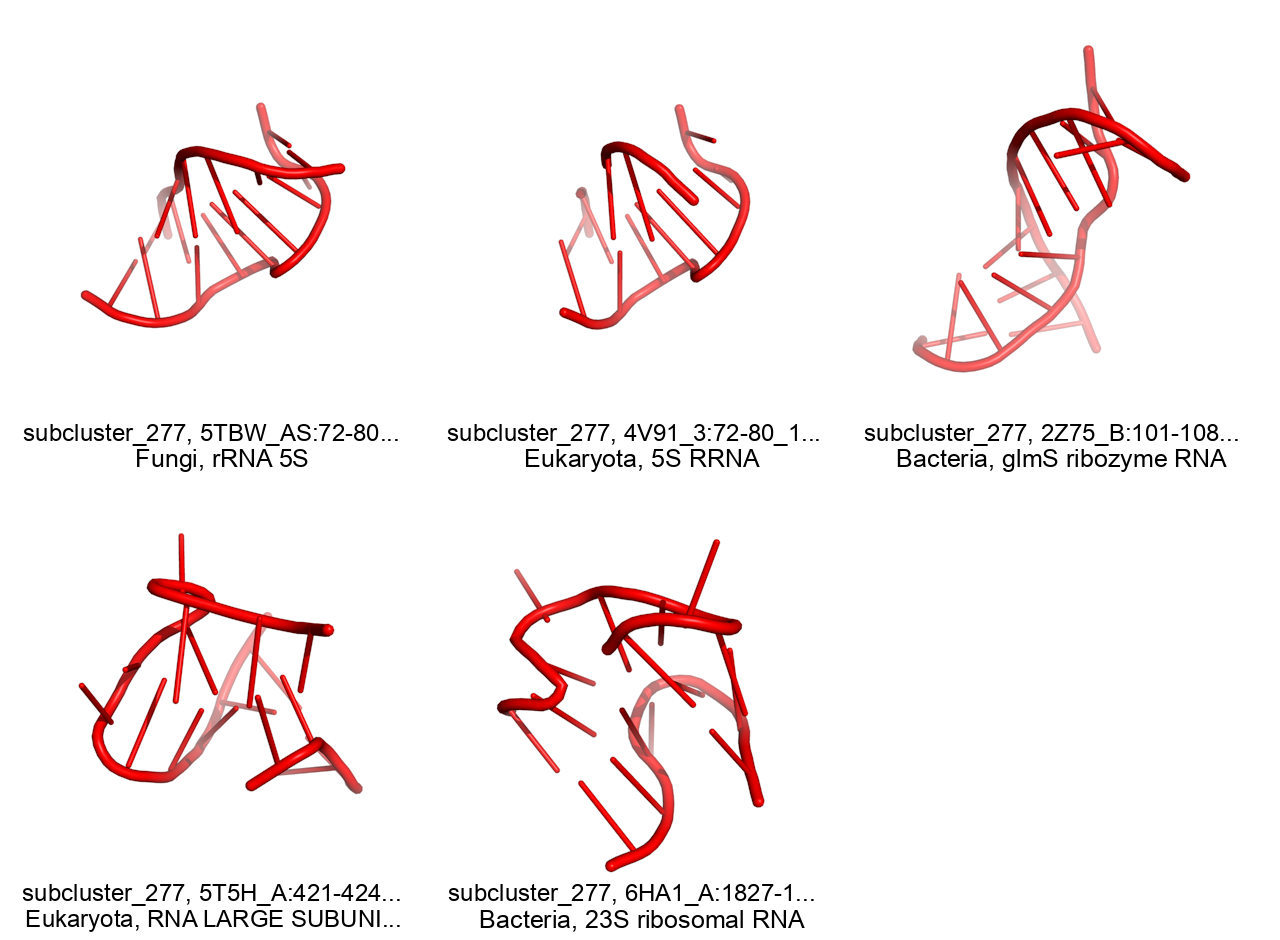 subcluster_277, 5TBW_AS:72-80...
Fungi, rRNA 5S
subcluster_277, 4V91_3:72-80_1...
Eukaryota, 5S RRNA
subcluster_277, 2Z75_B:101-108...
Bacteria, glmS ribozyme RNA
subcluster_277, 5T5H_A:421-424...
Eukaryota, RNA LARGE SUBUNI...
subcluster_277, 6HA1_A:1827-1...
Bacteria, 23S ribosomal RNA